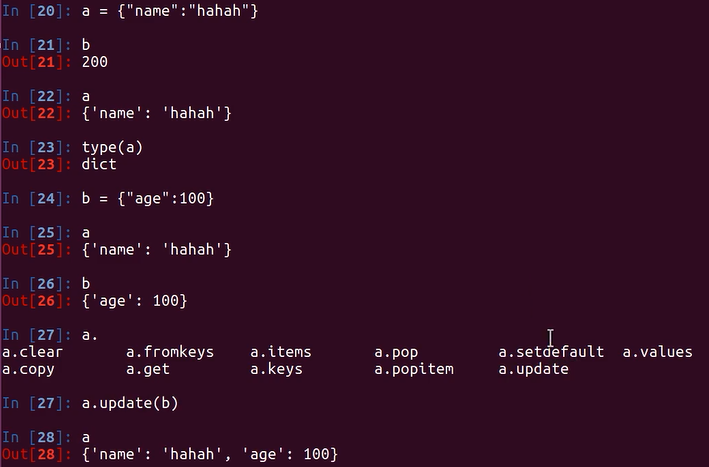 In [20]: a = {"name":"hahah"}
In [21]: b
Out[21]: 200
In [22]: a
Out[22]: {'name': 'hahah'}
In [23]: type(a)
Out[23]: dict
In [24]: b = {"age":100}
In [25]: a
Out[25]: {'name': 'hahah'}
In [26]: b
Out[26]: {'age': 100}
In [27]: a.
a.clear a.fromkeys a.items a.pop a.setdefault a.values
a.copy a.get a.keys a.popitem a.update
In [27]: a.update(b)
In [28]: a
Out[28]: {'name': 'hahah', 'age': 100}